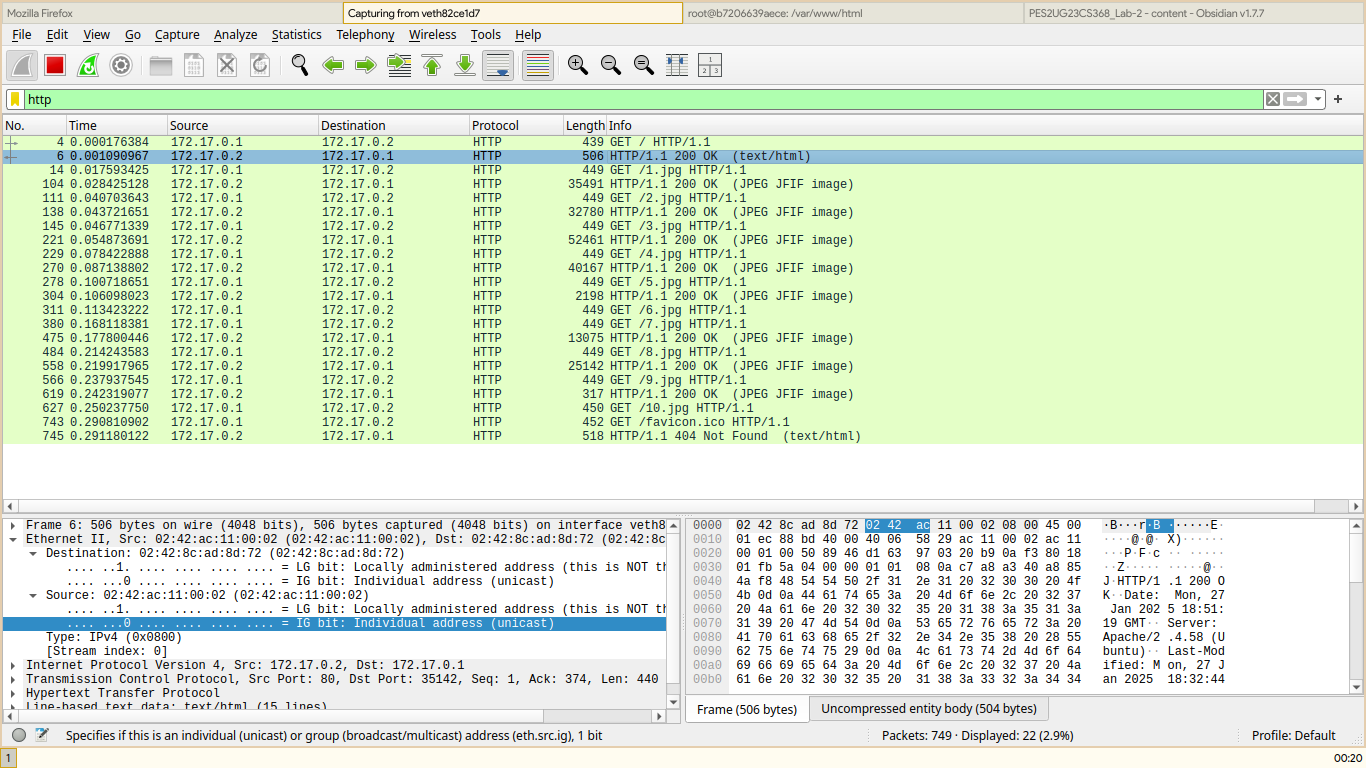 Mozilla Firefox Capturing from veth82ce1d7 root@b7206639aece: /var/www/html PES2UG23CS368_Lab-2 - content - Obsidian v1.7.7
File Edit View Go Capture Analyze Statistics Telephony Wireless Tools Help
http
No. Time Source Destination Protocol Length Info
4 0.000176384 172.17.0.1 172.17.0.2 HTTP 439 GET / HTTP/1.1
6 0.001090967 172.17.0.2 172.17.0.1 HTTP 506 HTTP/1.1 200 OK (text/html)
14 0.017593425 172.17.0.1 172.17.0.2 HTTP 449 GET /1.jpg HTTP/1.1
104 0.028425128 172.17.0.2 172.17.0.1 HTTP 35491 HTTP/1.1 200 OK (JPEG JFIF image)
111 0.040703643 172.17.0.1 172.17.0.2 HTTP 449 GET /2.jpg HTTP/1.1
138 0.043721651 172.17.0.2 172.17.0.1 HTTP 32780 HTTP/1.1 200 OK (JPEG JFIF image)
145 0.046771339 172.17.0.1 172.17.0.2 HTTP 449 GET /3.jpg HTTP/1.1
221 0.054873691 172.17.0.2 172.17.0.1 HTTP 52461 HTTP/1.1 200 OK (JPEG JFIF image)
229 0.078422888 172.17.0.1 172.17.0.2 HTTP 449 GET /4.jpg HTTP/1.1
270 0.087138802 172.17.0.2 172.17.0.1 HTTP 40167 HTTP/1.1 200 OK (JPEG JFIF image)
278 0.100718651 172.17.0.1 172.17.0.2 HTTP 449 GET /5.jpg HTTP/1.1
304 0.106098023 172.17.0.2 172.17.0.1 HTTP 2198 HTTP/1.1 200 OK (JPEG JFIF image)
311 0.113423222 172.17.0.1 172.17.0.2 HTTP 449 GET /6.jpg HTTP/1.1
380 0.168118381 172.17.0.1 172.17.0.2 HTTP 449 GET /7.jpg HTTP/1.1
475 0.177800446 172.17.0.2 172.17.0.1 HTTP 13075 HTTP/1.1 200 OK (JPEG JFIF image)
484 0.214243583 172.17.0.1 172.17.0.2 HTTP 449 GET /8.jpg HTTP/1.1
558 0.219917965 172.17.0.2 172.17.0.1 HTTP 25142 HTTP/1.1 200 OK (JPEG JFIF image)
566 0.237937545 172.17.0.1 172.17.0.2 HTTP 449 GET /9.jpg HTTP/1.1
619 0.242319077 172.17.0.2 172.17.0.1 HTTP 317 HTTP/1.1 200 OK (JPEG JFIF image)
627 0.250237750 172.17.0.1 172.17.0.2 HTTP 450 GET /10.jpg HTTP/1.1
743 0.290810902 172.17.0.1 172.17.0.2 HTTP 452 GET /favicon.ico HTTP/1.1
745 0.291180122 172.17.0.2 172.17.0.1 HTTP 518 HTTP/1.1 404 Not Found (text/html)
Frame 6: 506 bytes on wire (4048 bits), 506 bytes captured (4048 bits) on interface veth8
Ethernet II, Src: 02:42:ac:11:00:02 (02:42:ac:11:00:02), Dst: 02:42:8c:ad:8d:72 (02:42:8c
Destination: 02:42:8c:ad:8d:72 (02:42:8c:ad:8d:72)
.... ..1. .... .... .... .... = LG bit: Locally administered address (this is NOT th
.... ...0 .... .... .... .... = IG bit: Individual address (unicast)
Source: 02:42:ac:11:00:02 (02:42:ac:11:00:02)
.... ..1. .... .... .... .... = LG bit: Locally administered address (this is NOT th
.... ...0 .... .... .... .... = IG bit: Individual address (unicast)
Type: IPv4 (0x0800)
[Stream index: 0]
Internet Protocol Version 4, Src: 172.17.0.2, Dst: 172.17.0.1
Transmission Control Protocol, Src Port: 80, Dst Port: 35142, Seq: 1, Ack: 374, Len: 440
Hypertext Transfer Protocol
Line-based text data: text/html (15 lines)
0000 02 42 8c ad 8d 72 02 42 ac 11 00 02 08 00 45 00 ·B···r·B ······E·
0010 01 ec 88 bd 40 00 40 06 58 29 ac 11 00 02 ac 11 ····@·@· X)······
0020 00 01 00 50 89 46 d1 63 97 03 20 b9 0a f3 80 18 ···P·F·c ·· ·····
0030 01 fb 5a 04 00 00 01 01 08 0a c7 a8 a3 40 a8 85 ··Z····· ·····@··
0040 4a f8 48 54 54 50 2f 31 2e 31 20 32 30 30 20 4f J·HTTP/1 .1 200 O
0050 4b 0d 0a 44 61 74 65 3a 20 4d 6f 6e 2c 20 32 37 K··Date: Mon, 27
0060 20 4a 61 6e 20 32 30 32 35 20 31 38 3a 35 31 3a Jan 202 5 18:51:
0070 31 39 20 47 4d 54 0d 0a 53 65 72 76 65 72 3a 20 19 GMT·· Server:
0080 41 70 61 63 68 65 2f 32 2e 34 2e 35 38 20 28 55 Apache/2 .4.58 (U
0090 62 75 6e 74 75 29 0d 0a 4c 61 73 74 2d 4d 6f 64 buntu)·· Last-Mod
00a0 69 66 69 65 64 3a 20 4d 6f 6e 2c 20 32 37 20 4a ified: M on, 27 J
00b0 61 6e 20 32 30 32 35 20 31 38 3a 33 32 3a 34 34 an 2025 18:32:44
Frame (506 bytes) Uncompressed entity body (504 bytes)
Specifies if this is an individual (unicast) or group (broadcast/multicast) address (eth.src.ig), 1 bit Packets: 749 · Displayed: 22 (2.9%) Profile: Default
1 00:20